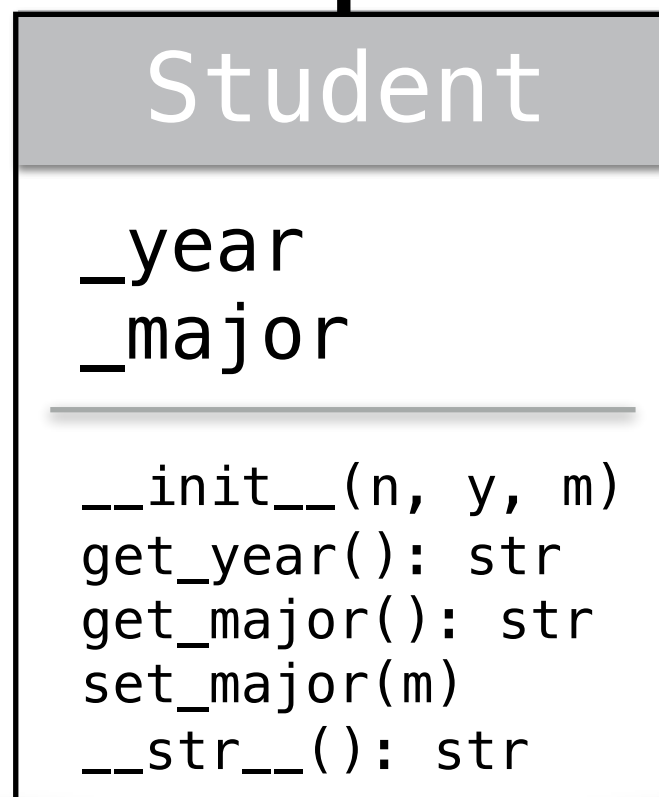 Student
_year
_major
__init__(n, y, m)
get_year(): str
get_major(): str
set_major(m)
__str__(): str